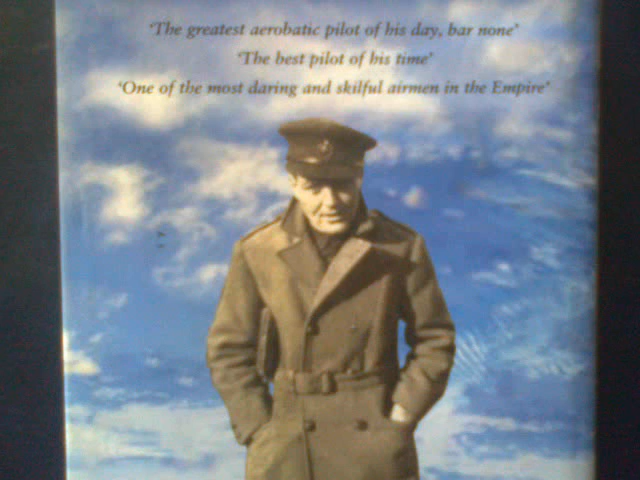 'The greatest aerobatic pilot of his day, bar none'
'The best pilot of his time'
'One of the most daring and skilful airmen in the Empire'